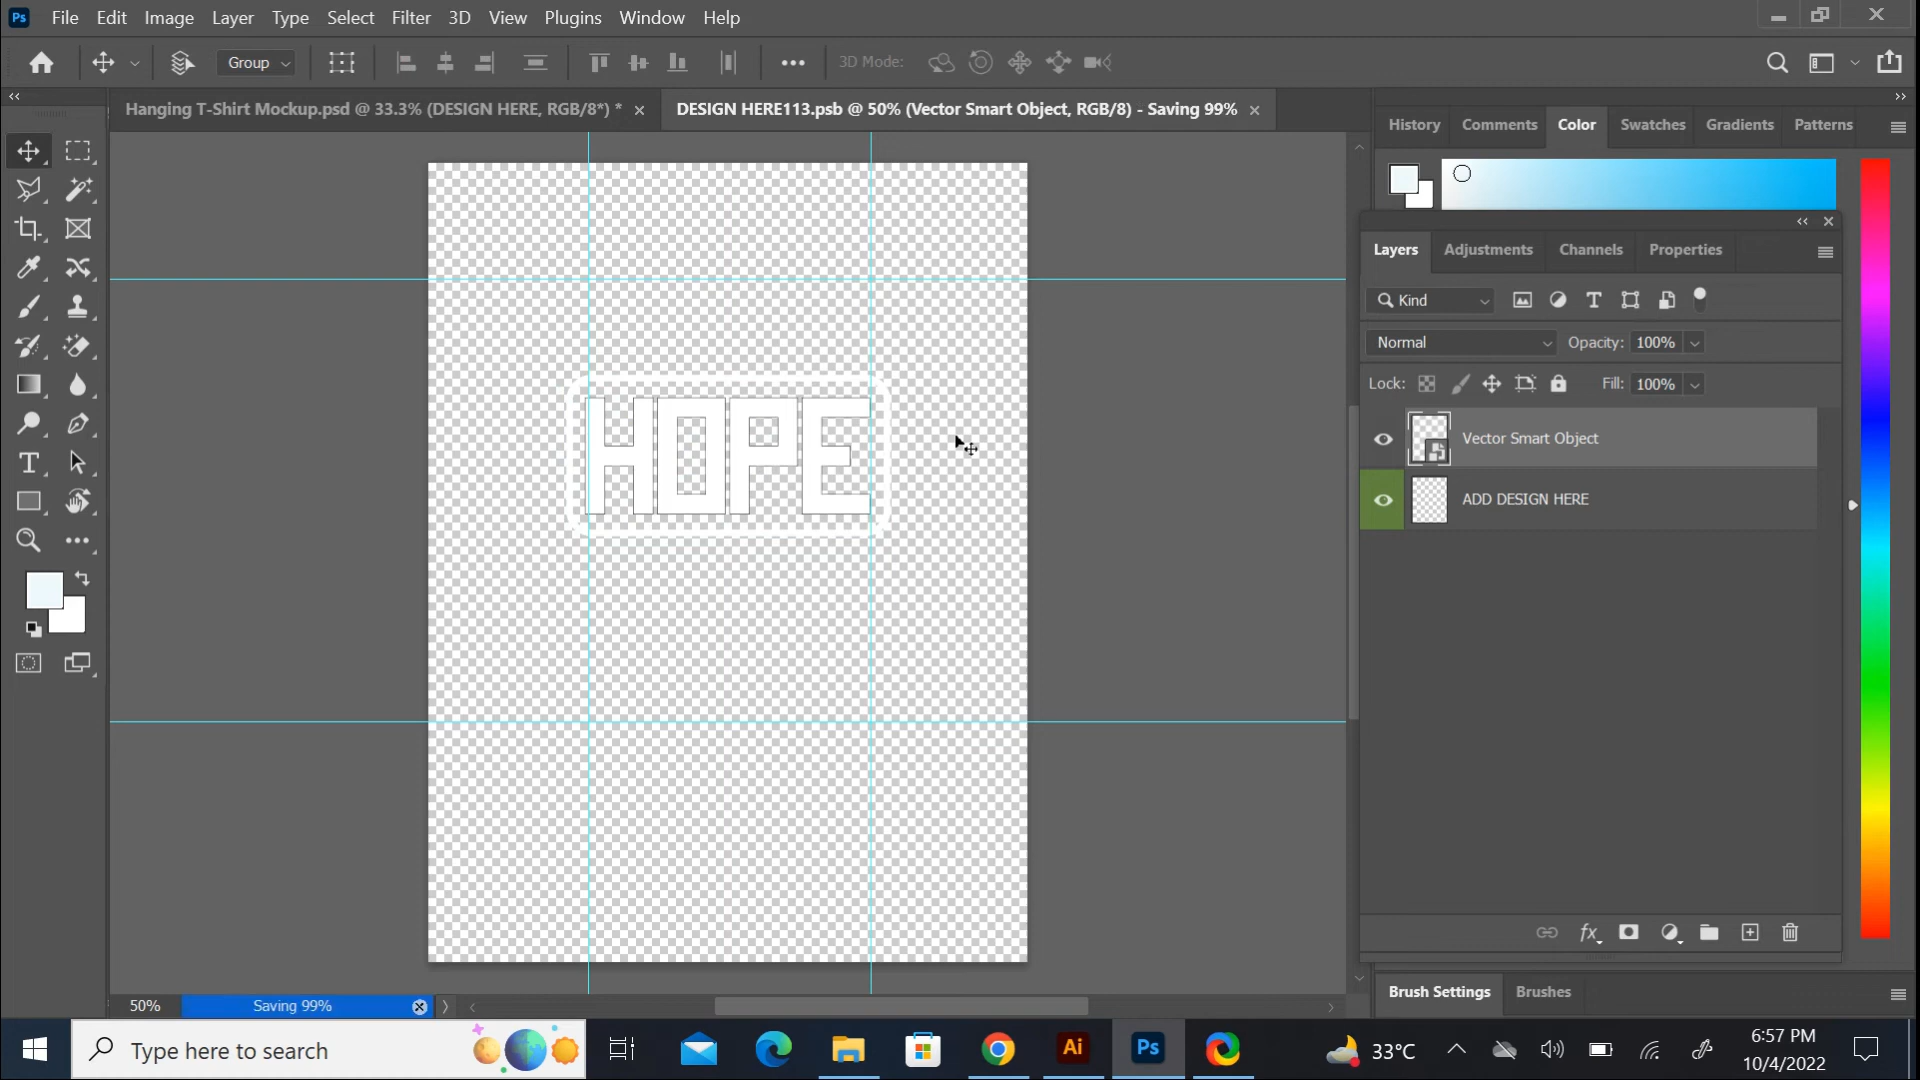 Ps File Edit Image Layer Select Filter 3D View Plugins Window Help
Group 3D Mode:
Hanging T-Shirt Mockup.psd @ 33.3% (DESIGN HERE, RGB/8*) * DESIGN HERE113.psb @ 50% (Vector Smart Object, RGB/8) - Saving 99%
History Comments Color Swatches Gradients Patterns
Layers Adjustments Channels Properties
Kind
Normal Opacity: 100%
Lock: Fill: 100%
HOPE
Vector Smart Object
ADD DESIGN HERE
fx
Brush Settings Brushes
50% Saving 99%
Type here to search
Ai Ps
33°C
6:57 PM
10/4/2022